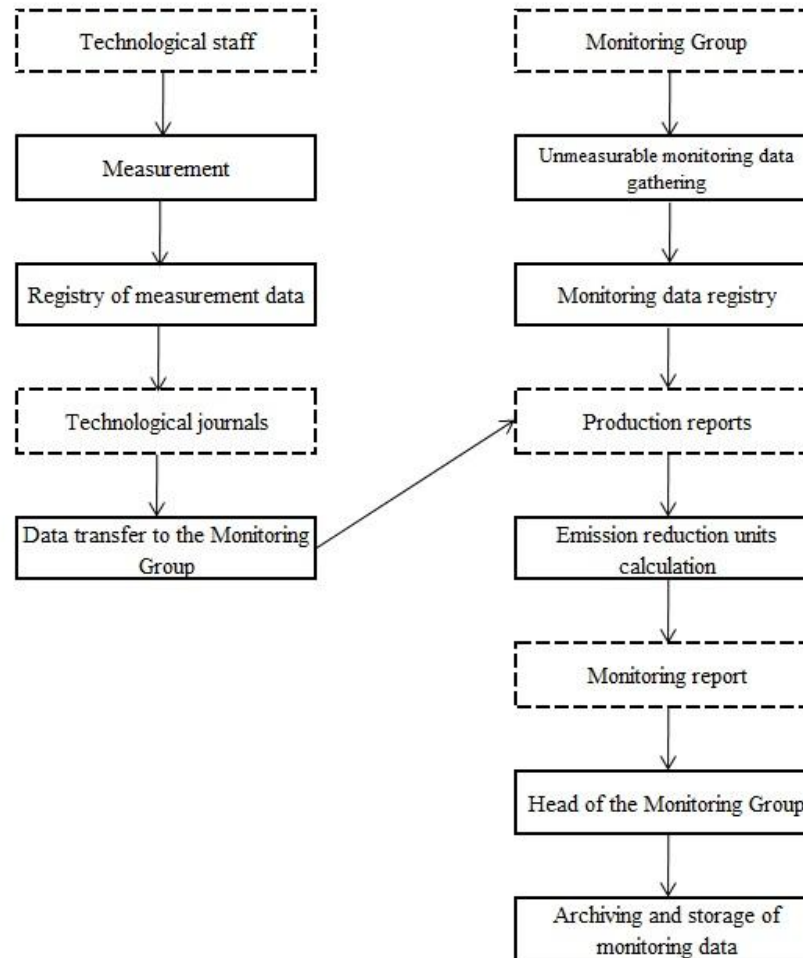 Technological staff
Measurement
Registry of measurement data
Technological journals
Data transfer to the Monitoring
Group
Monitoring Group
Unmeasurable monitoring data
gathering
Monitoring data registry
Production reports
Emission reduction units
calculation
Monitoring report
Head of the Monitoring Group
Archiving and storage of
monitoring data